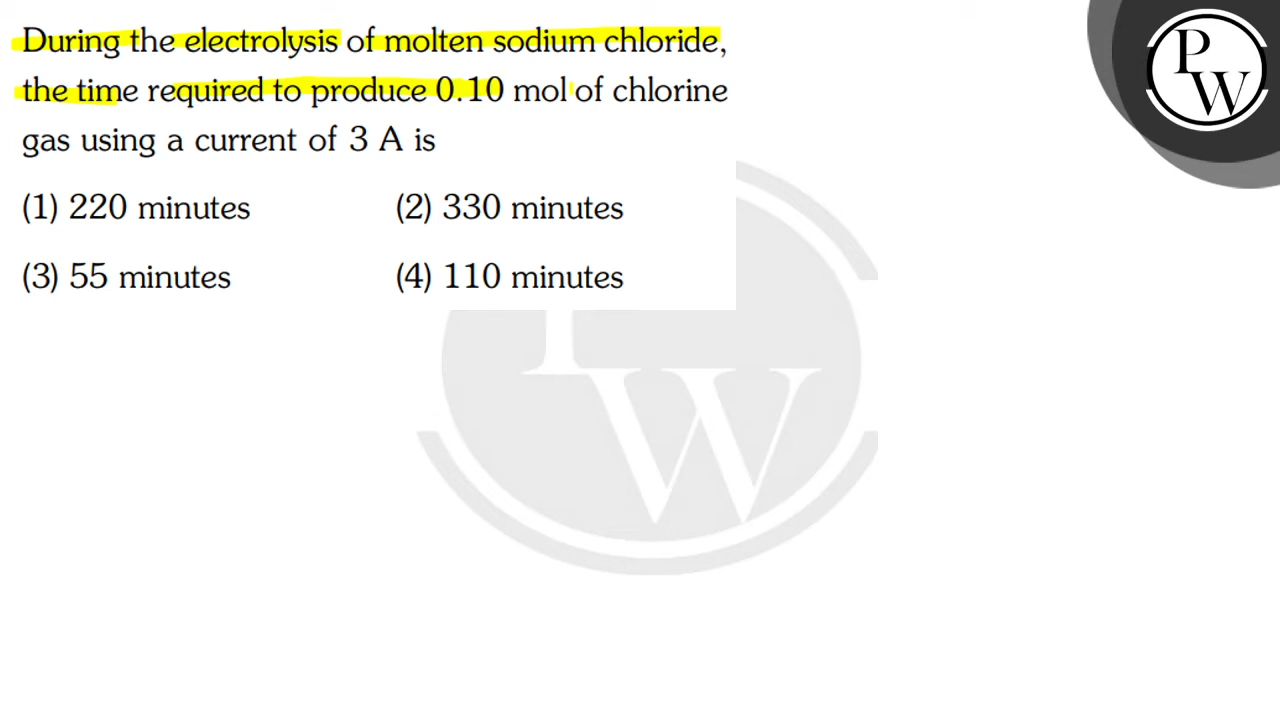 During the electrolysis of molten sodium chloride,
the time required to produce 0.10 mol of chlorine
gas using a current of 3 A is
(1) 220 minutes (2) 330 minutes
(3) 55 minutes (4) 110 minutes
PW